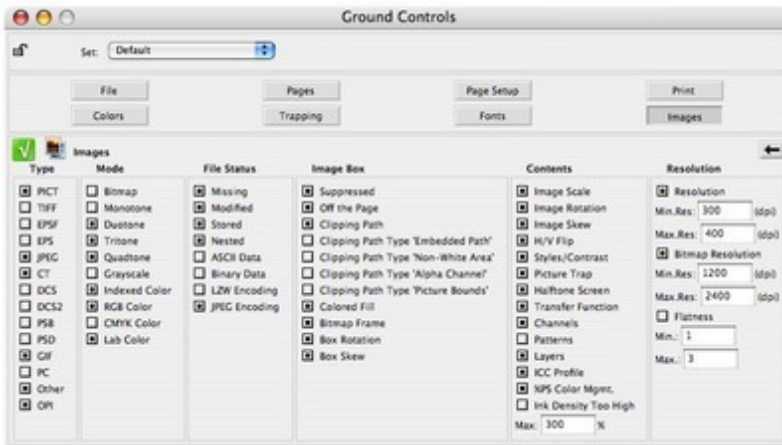 Ground Controls
Set: Default
File
Pages
Page Setup
Print
Colors
Trapping
Fonts
Images
Images
Type
PICT
TIFF
EPSF
EPS
JPEG
CT
DCS
DCS2
PSB
PSD
GIF
PC
Other
OPI
Mode
Bitmap
Monotone
Duotone
Tritone
Quadtone
Grayscale
Indexed Color
RGB Color
CMYK Color
Lab Color
File Status
Missing
Modified
Stored
Nested
ASCII Data
Binary Data
LZW Encoding
JPEG Encoding
Image Box
Suppressed
Off the Page
Clipping Path
Clipping Path Type 'Embedded Path'
Clipping Path Type 'Non-White Area'
Clipping Path Type 'Alpha Channel'
Clipping Path Type 'Picture Bounds'
Colored Fill
Bitmap Frame
Box Rotation
Box Skew
Contents
Image Scale
Image Rotation
Image Skew
H/V Flip
Styles/Contrast
Picture Trap
Halftone Screen
Transfer Function
Channels
Patterns
Layers
ICC Profile
XPS Color Mgmt.
Ink Density Too High
Max: 300 %
Resolution
Resolution
Min.Res: 300 (dpi)
Max.Res: 400 (dpi)
Bitmap Resolution
Min.Res: 1200 (dpi)
Max.Res: 2400 (dpi)
Flatness
Min.: 1
Max.: 3